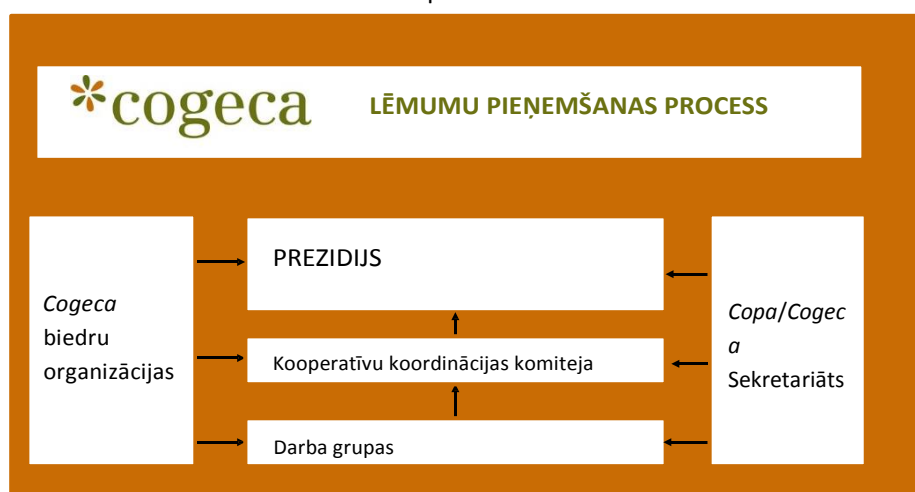 *cogeca
LĒMUMU PIEŅEMŠANAS PROCESS
Cogeca
biedru
organizācijas
PREZIDIJS
Kooperatīvu koordinācijas komiteja
Darba grupas
Copa/Cogec
a
Sekretariāts